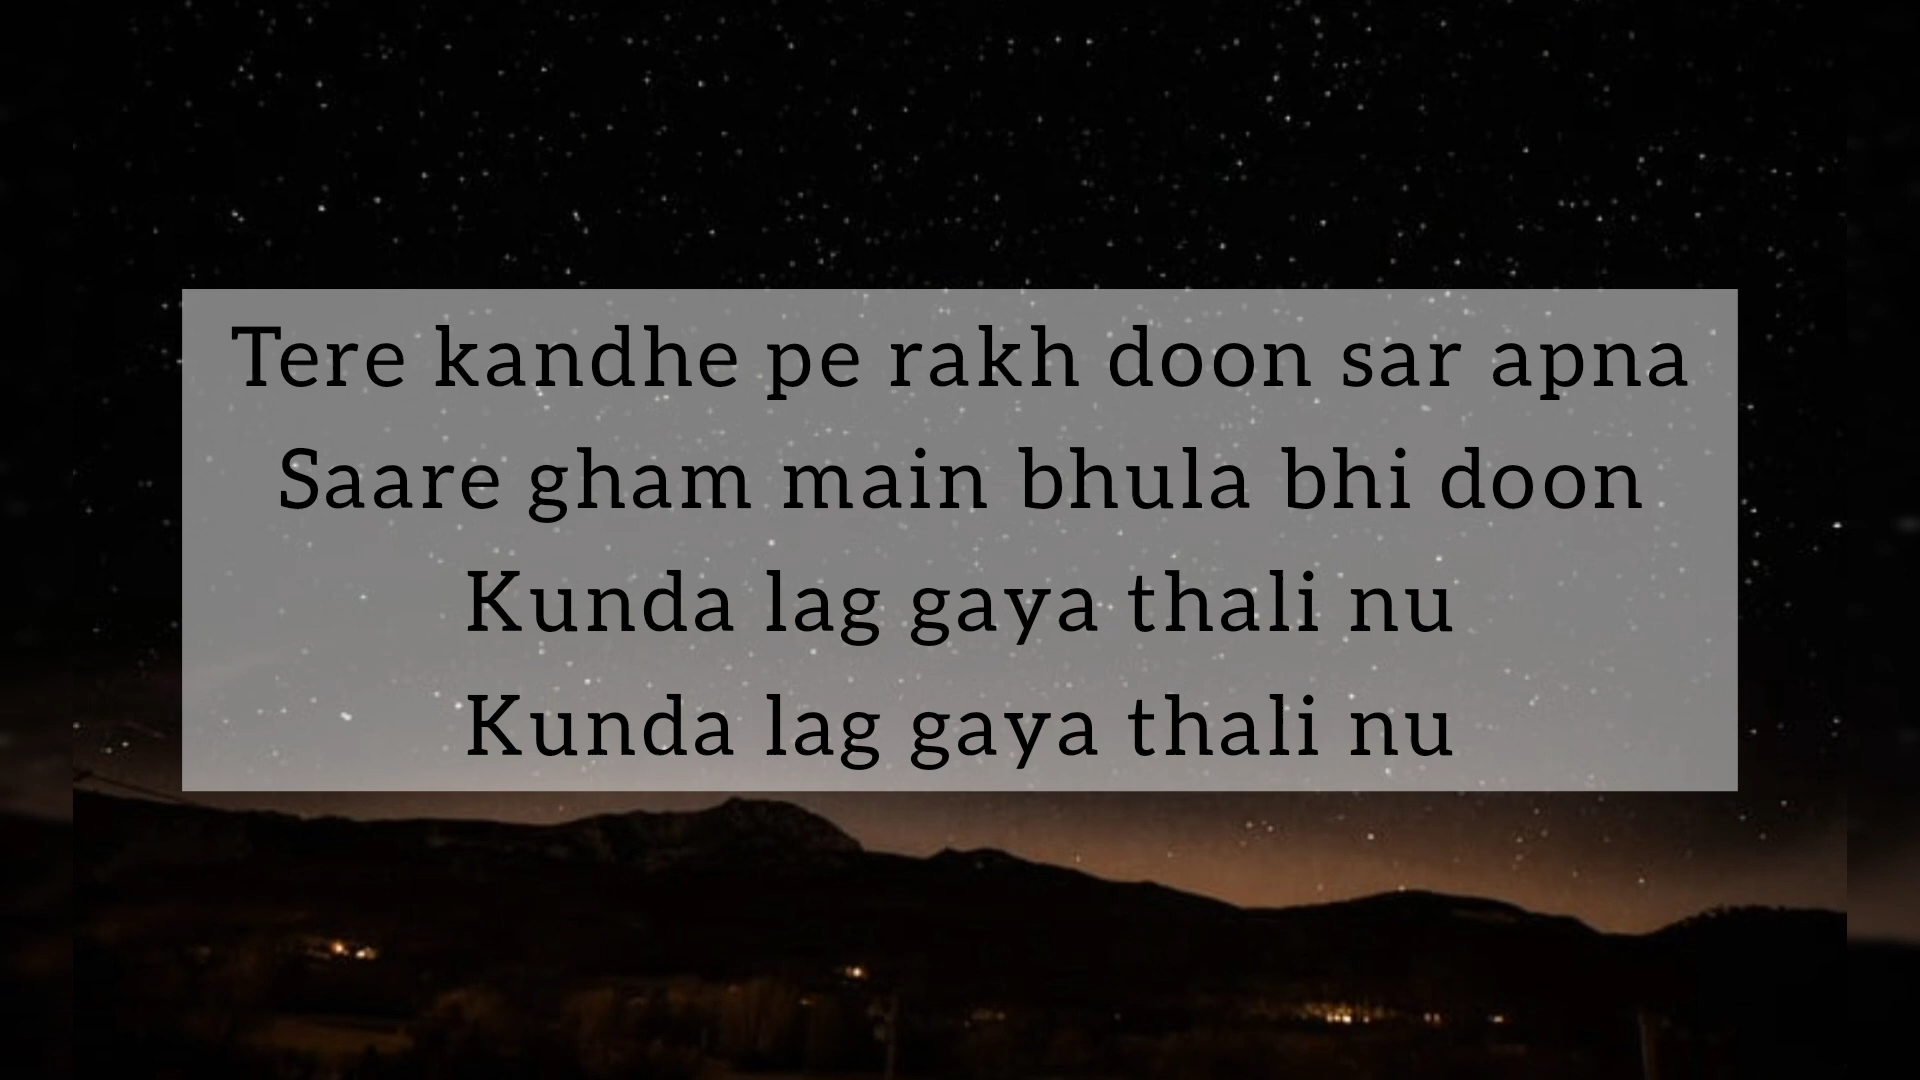 Tere kandhe pe rakh doon sar apna
Saare gham main bhula bhi doon
Kunda lag gaya thali nu
Kunda lag gaya thali nu